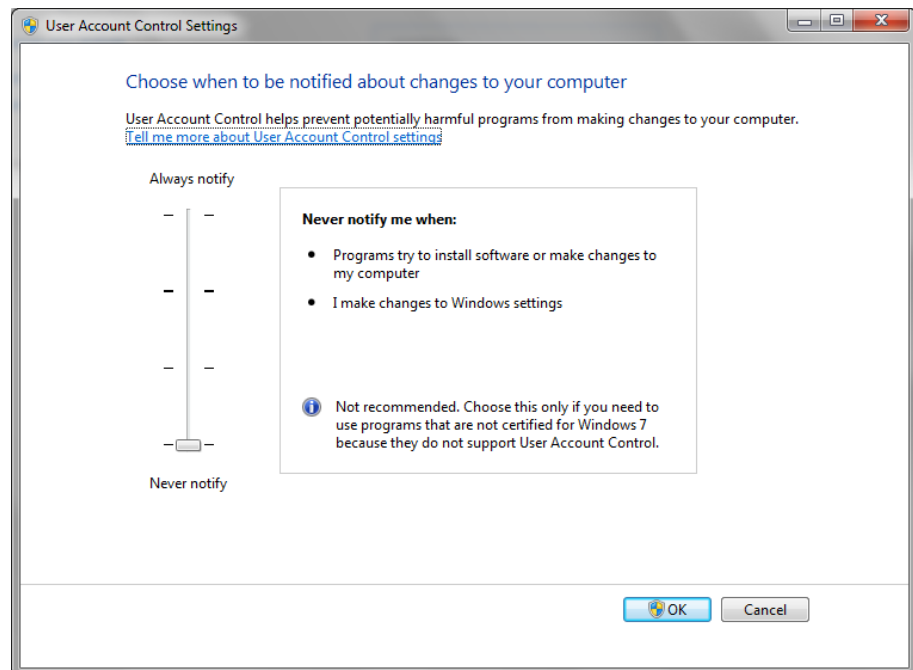 User Account Control Settings
Choose when to be notified about changes to your computer
User Account Control helps prevent potentially harmful programs from making changes to your computer.
Tell me more about User Account Control settings
Always notify
Never notify me when:
Programs try to install software or make changes to
my computer
I make changes to Windows settings
Not recommended. Choose this only if you need to
use programs that are not certified for Windows 7
because they do not support User Account Control.
Never notify
OK
Cancel